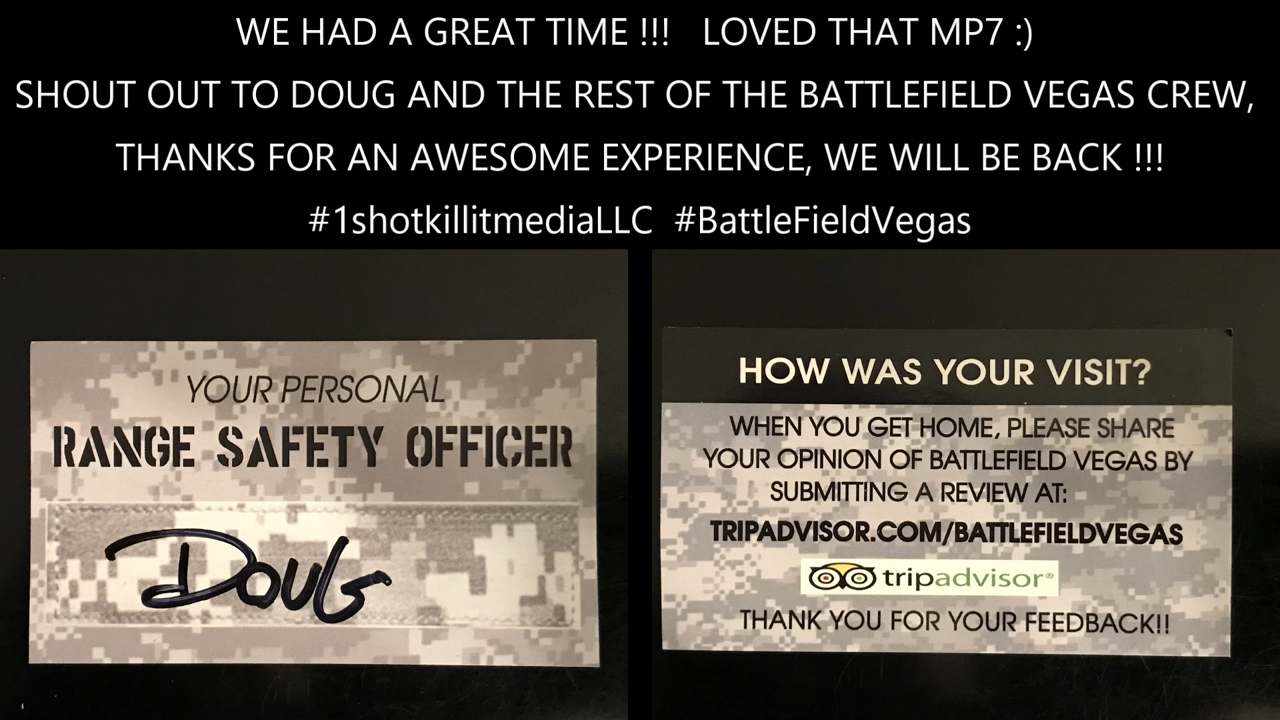 WE HAD A GREAT TIME !!! LOVED THAT MP7 :)
SHOUT OUT TO DOUG AND THE REST OF THE BATTLEFIELD VEGAS CREW,
THANKS FOR AN AWESOME EXPERIENCE, WE WILL BE BACK !!!
#1shotkillitmediaLLC #BattleFieldVegas
YOUR PERSONAL
RANGE SAFETY OFFICER
DOUG
HOW WAS YOUR VISIT?
WHEN YOU GET HOME, PLEASE SHARE
YOUR OPINION OF BATTLEFIELD VEGAS BY
SUBMITTING A REVIEW AT:
TRIPADVISOR.COM/BATTLEFIELDVEGAS
tripadvisor®
THANK YOU FOR YOUR FEEDBACK!!